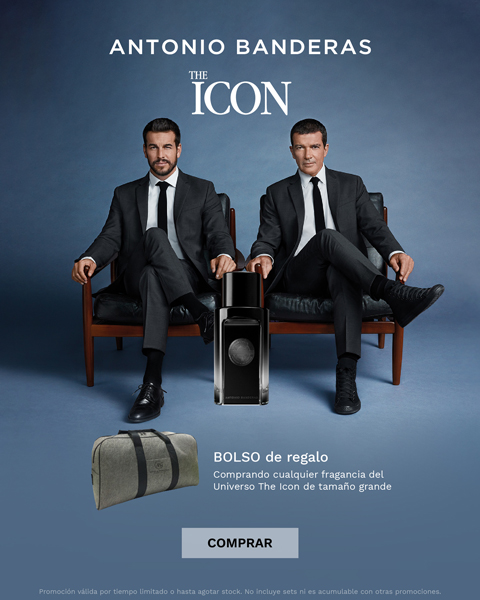 ANTONIO BANDERAS
THE
ICON
BOLSO de regalo
Comprando cualquier fragancia del
Universo The Icon de tamaño grande
COMPRAR
Promoción válida por tiempo limitado o hasta agotar stock. No incluye sets ni es acumulable con otras promociones.